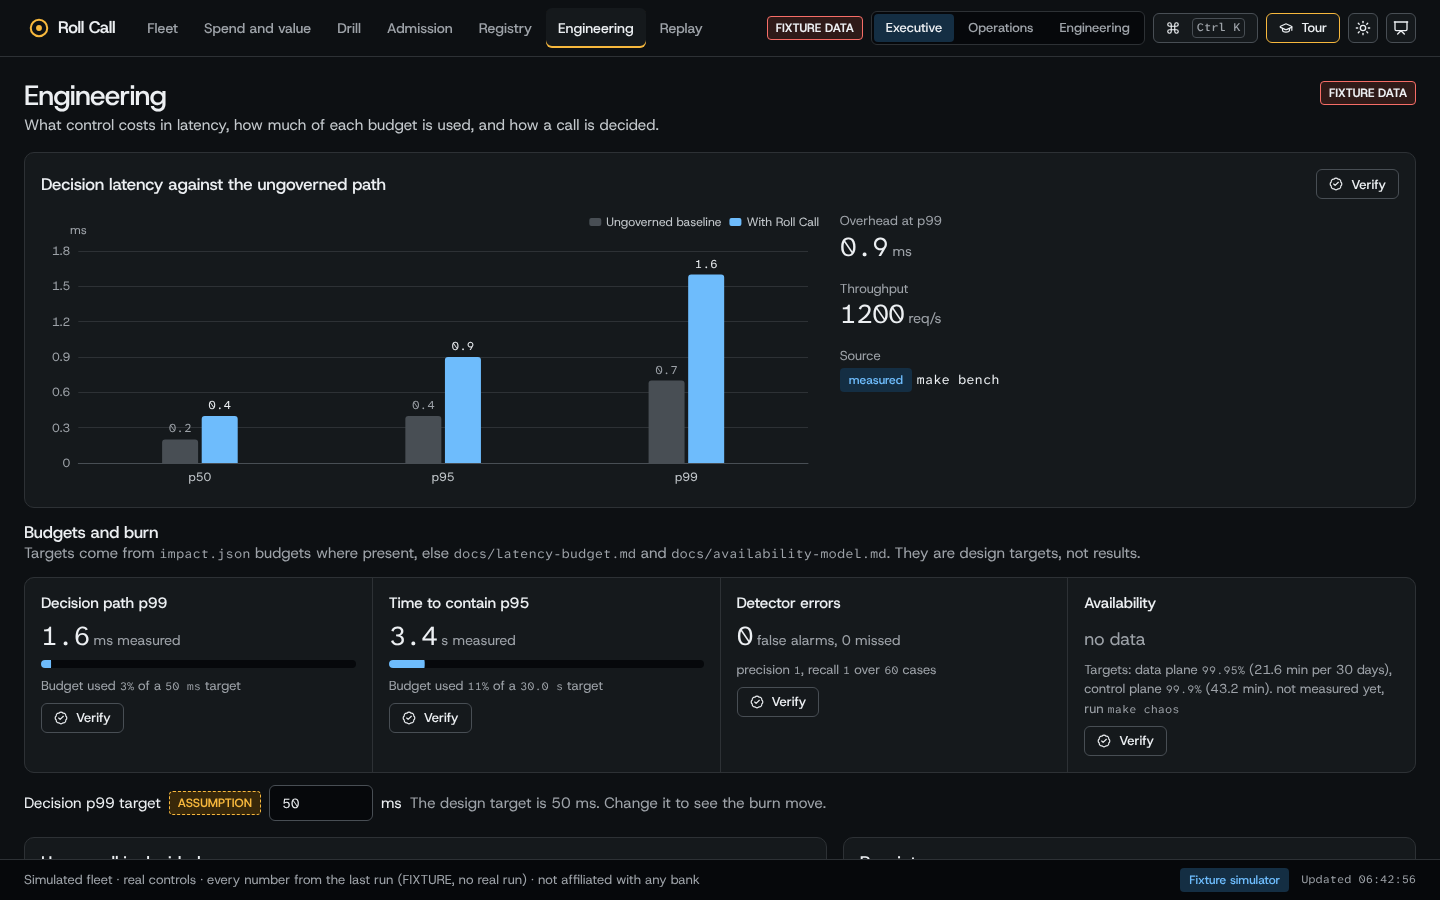 Roll Call
Fleet
Spend and value
Drill
Admission
Registry
Engineering
Replay
FIXTURE DATA
Executive
Operations
Engineering
⌘ Ctrl K
Tour
Engineering
FIXTURE DATA
What control costs in latency, how much of each budget is used, and how a call is decided.
Decision latency against the ungoverned path
Verify
Ungoverned baseline
With Roll Call
ms
1.8
1.5
1.2
0.9
0.6
0.3
0
0.2
0.4
0.4
0.9
0.7
1.6
p50
p95
p99
Overhead at p99
0.9 ms
Throughput
1200 req/s
Source
measured make bench
Budgets and burn
Targets come from impact.json budgets where present, else docs/latency-budget.md and docs/availability-model.md. They are design targets, not results.
Decision path p99
1.6 ms measured
Budget used 3% of a 50 ms target
Verify
Time to contain p95
3.4 s measured
Budget used 11% of a 30.0 s target
Verify
Detector errors
0 false alarms, 0 missed
precision 1, recall 1 over 60 cases
Verify
Availability
no data
Targets: data plane 99.95% (21.6 min per 30 days),
control plane 99.9% (43.2 min). not measured yet,
run make chaos
Verify
Decision p99 target ASSUMPTION 50 ms The design target is 50 ms. Change it to see the burn move.
Simulated fleet · real controls · every number from the last run (FIXTURE, no real run) · not affiliated with any bank
Fixture simulator
Updated 06:42:56